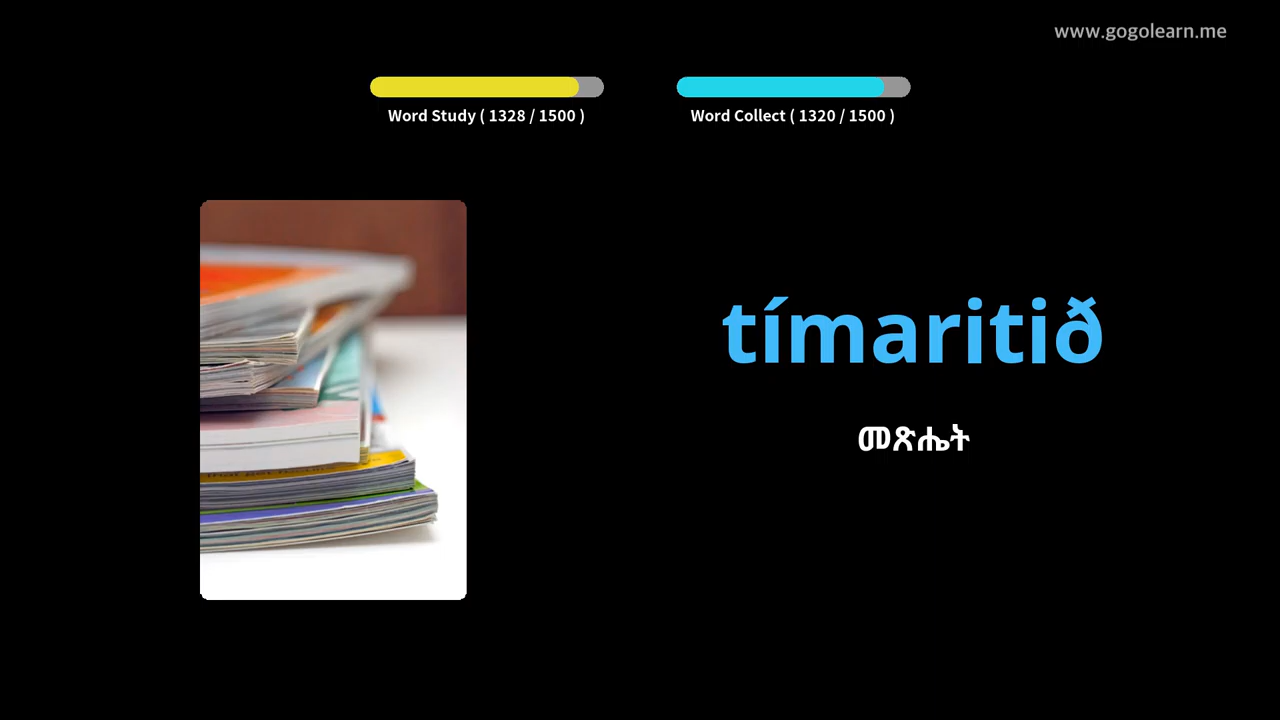 www.gogolearn.me
Word Study ( 1328 / 1500 )
Word Collect ( 1320 / 1500 )
tímaritið
መጽሔት